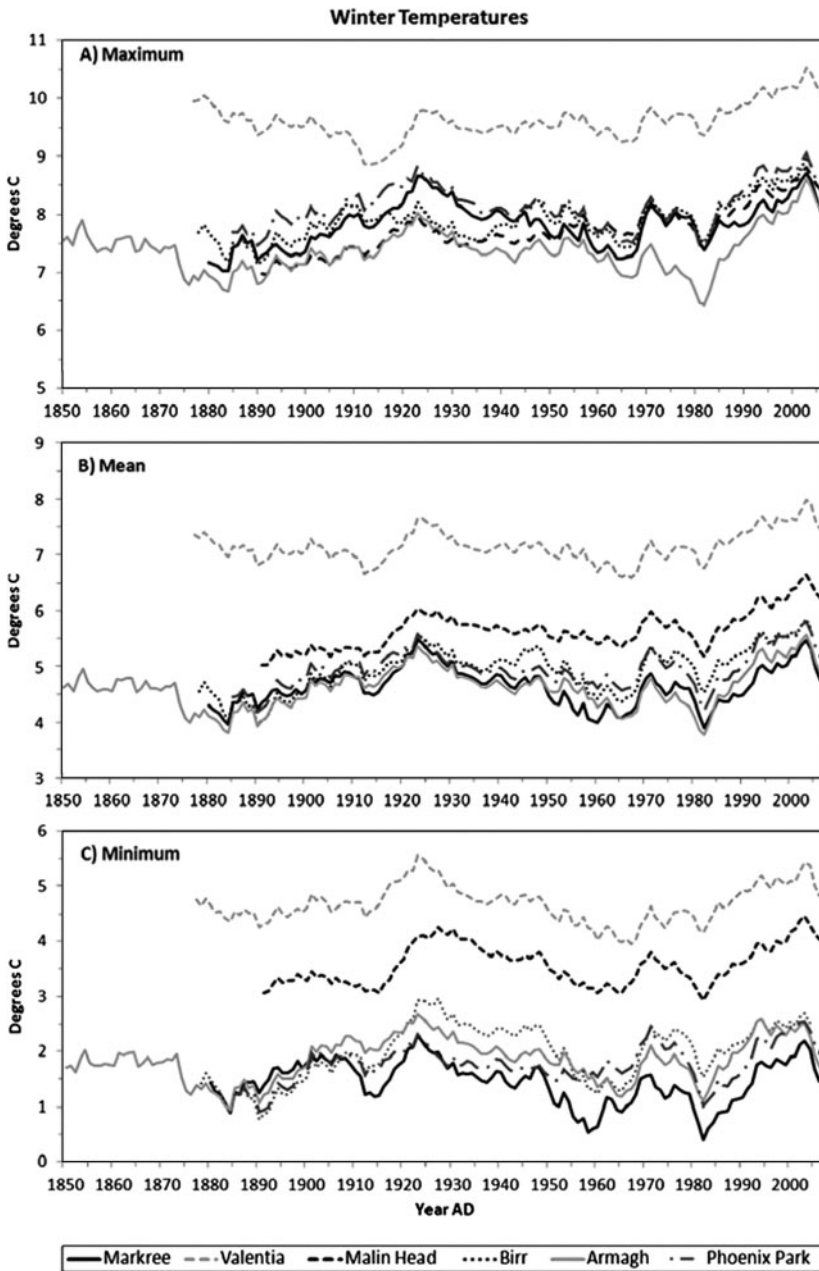 Winter Temperatures
A) Maximum
11
10
9
8
7
6
5
Degrees C
1850 1860 1870 1880 1890 1900 1910 1920 1930 1940 1950 1960 1970 1980 1990 2000
B) Mean
9
8
7
6
5
4
3
Degrees C
1850 1860 1870 1880 1890 1900 1910 1920 1930 1940 1950 1960 1970 1980 1990 2000
C) Minimum
6
5
4
3
2
1
0
Degrees C
1850 1860 1870 1880 1890 1900 1910 1920 1930 1940 1950 1960 1970 1980 1990 2000
Year AD
Markree Valentia Malin Head Birr Armagh Phoenix Park